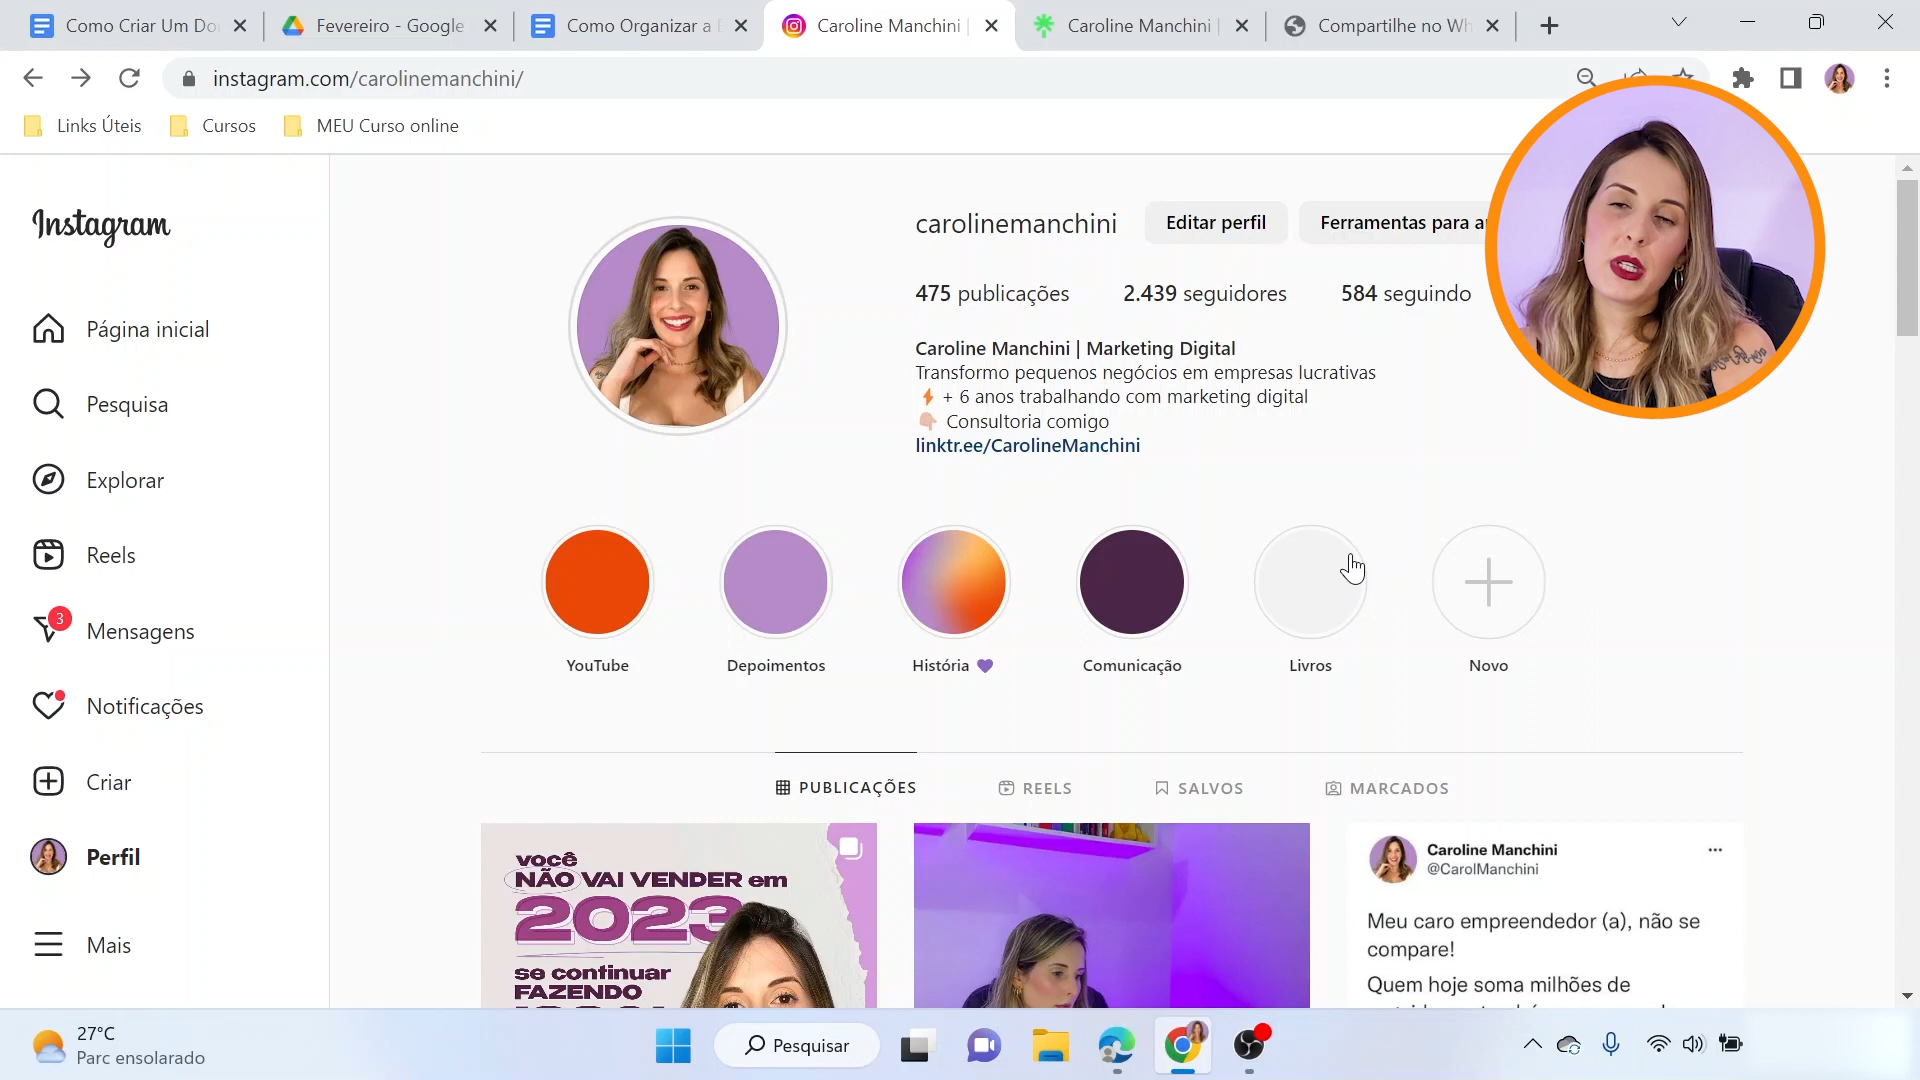 Como Criar Um Do
Fevereiro - Google
Como Organizar a
Caroline Manchini |
Caroline Manchini |
Compartilhe no Wh
instagram.com/carolinemanchini/
Links Úteis
Cursos
MEU Curso online
Instagram
Página inicial
Pesquisa
Explorar
Reels
3
Mensagens
Notificações
Criar
Perfil
Mais
carolinemanchini
Editar perfil
Ferramentas para
475 publicações
2.439 seguidores
584 seguindo
Caroline Manchini | Marketing Digital
Transformo pequenos negócios em empresas lucrativas
+ 6 anos trabalhando com marketing digital
Consultoria comigo
linktr.ee/CarolineManchini
YouTube
Depoimentos
História
Comunicação
Livros
Novo
PUBLICAÇÕES
REELS
SALVOS
MARCADOS
você
NÃO VAI VENDER em
2023
se continuar
FAZENDO
Caroline Manchini
@CarolManchini
Meu caro empreendedor (a), não se
compare!
Quem hoje soma milhões de
27°C
Parc ensolarado
Pesquisar